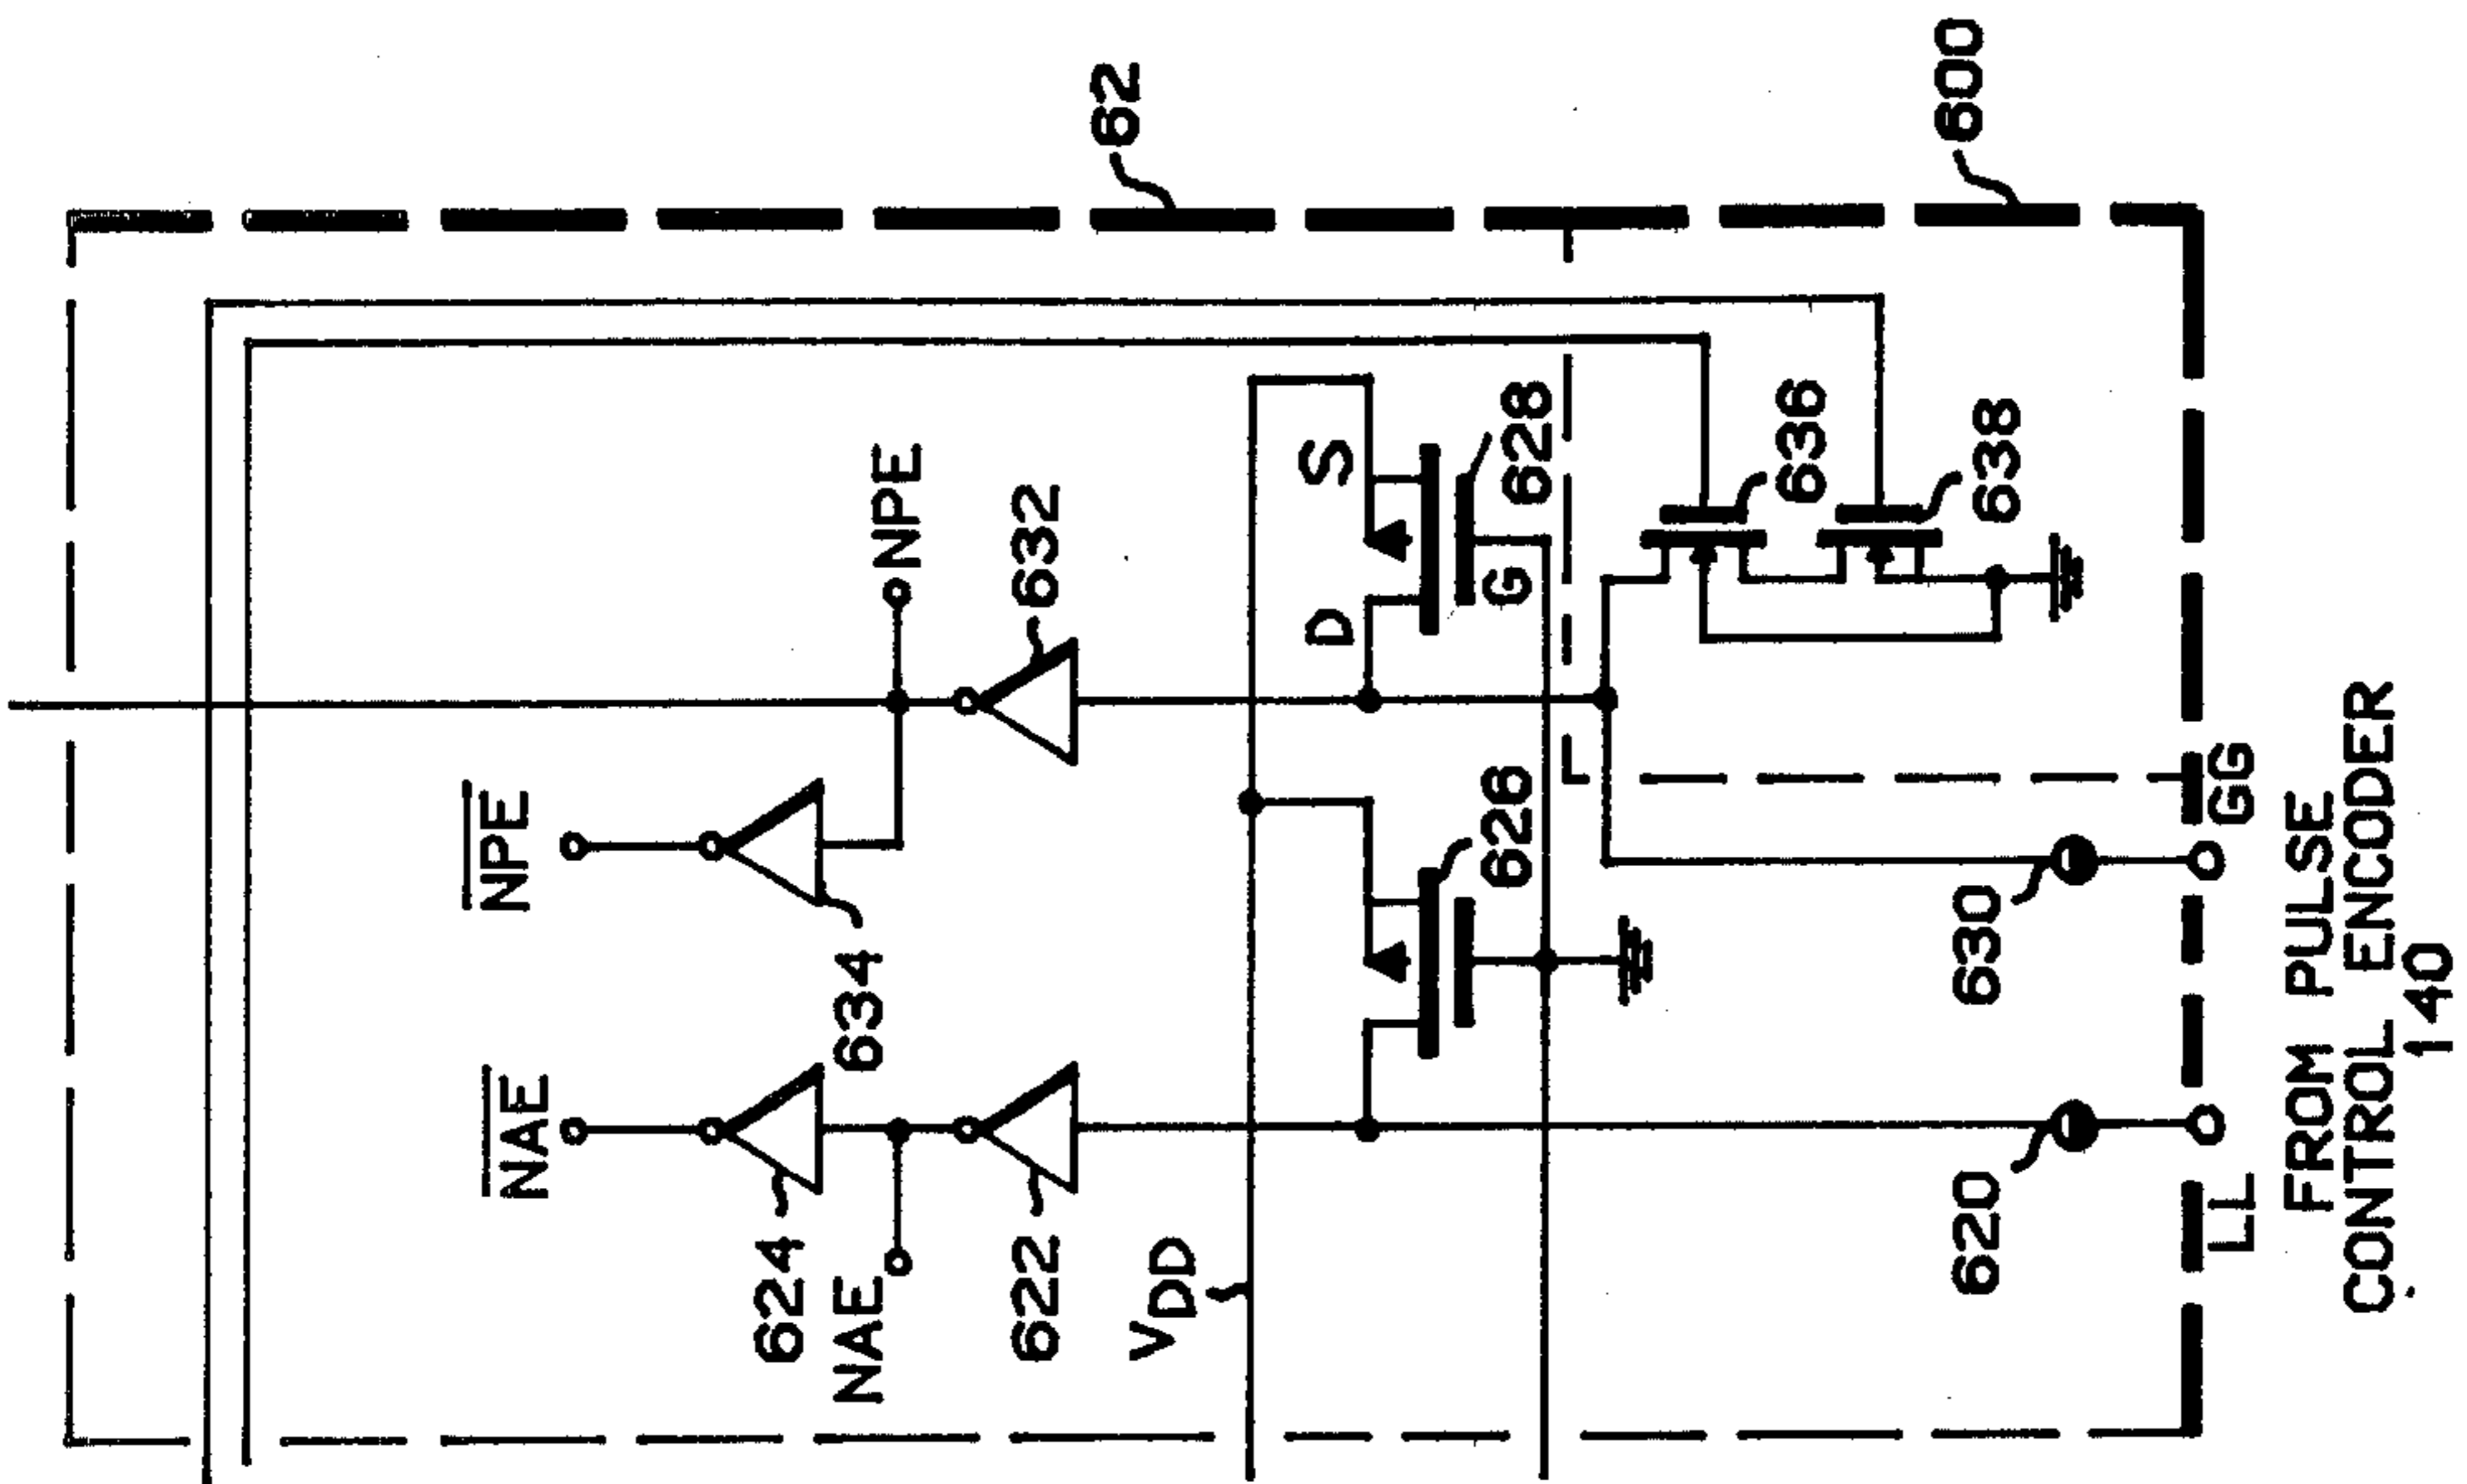 NAE
NPE
624
NAE
634
NPE
622
632
82
VDD
D
S
626
G
628
636
638
620
630
600
LL
GG
FROM PULSE
CONTROL ENCODER
140